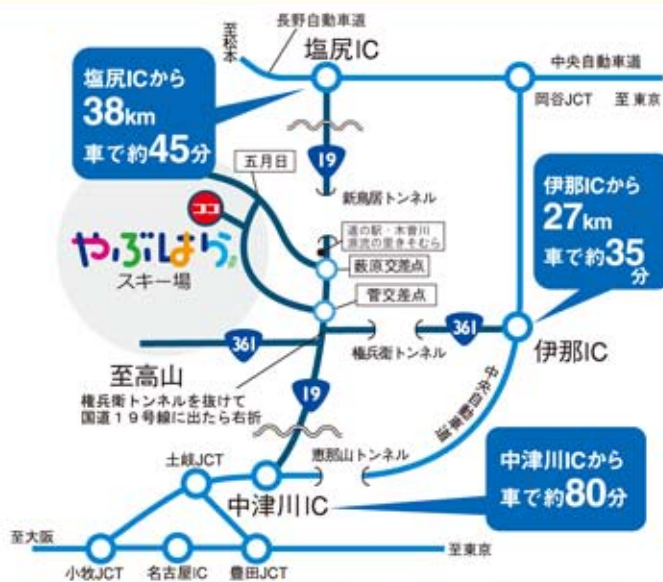 長野自動車道
至松本
塩尻IC
中央自動車道
岡谷JCT
至 東京
塩尻ICから
38km
車で約45分
19
五月日
新鳥居トンネル
ココ
やぶはら
スキー場
道の駅・木曽川
源流の里きそむら
藪原交差点
菅交差点
伊那ICから
27km
車で約35
分
361
361
権兵衛トンネル
伊那IC
至高山
権兵衛トンネルを抜けて
国道19号線に出たら右折
19
中央自動車道
土岐JCT
恵那山トンネル
中津川IC
中津川ICから
車で約80分
至大阪
至東京
小牧JCT
名古屋IC
豊田JCT